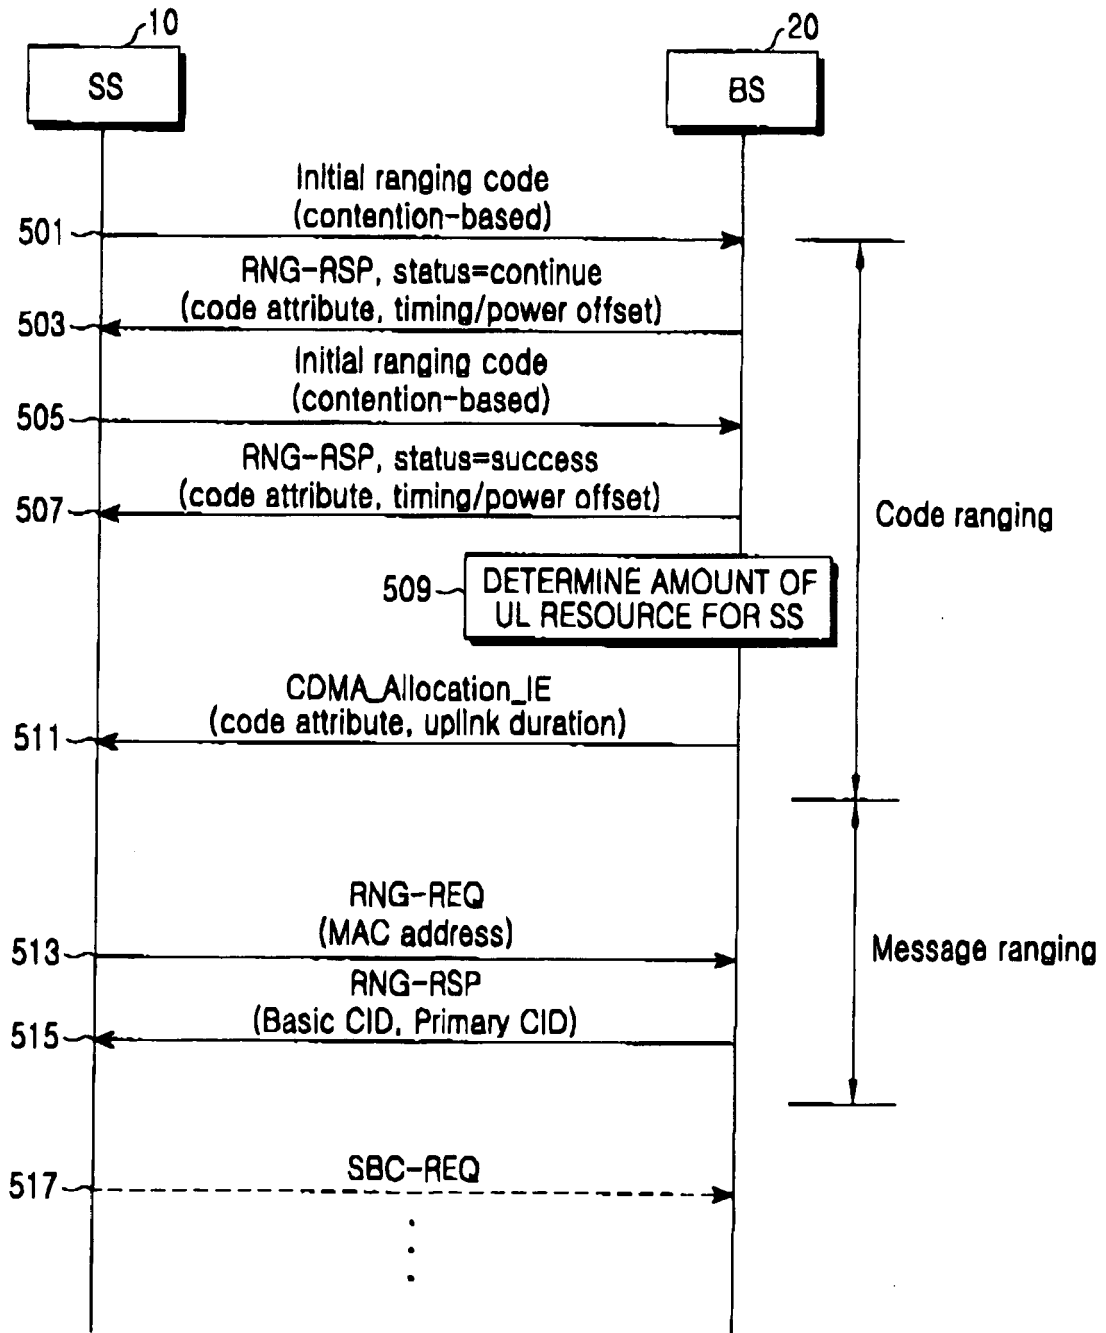 10
20
SS
BS
Initial ranging code
(contention-based)
501
RNG-RSP, status=continue
(code attribute, timing/power offset)
503
Initial ranging code
(contention-based)
505
RNG-RSP, status=success
(code attribute, timing/power offset)
507
Code ranging
509
DETERMINE AMOUNT OF
UL RESOURCE FOR SS
CDMA_Allocation_IE
(code attribute, uplink duration)
511
RNG-REQ
(MAC address)
513
Message ranging
RNG-RSP
(Basic CID, Primary CID)
515
SBC-REQ
517